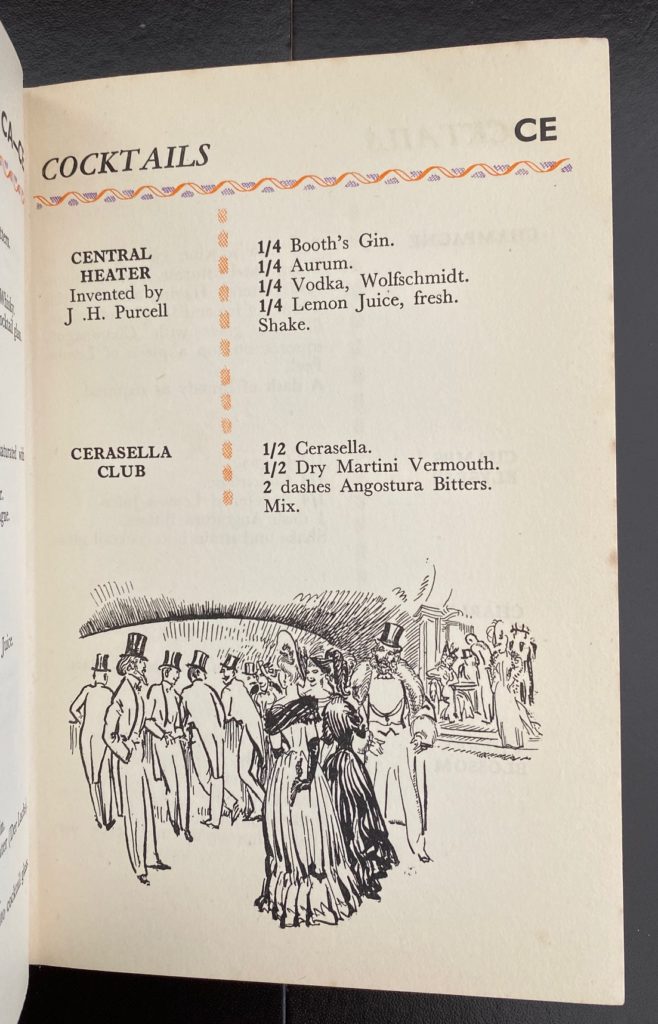 COCKTAILS
CE
CENTRAL
HEATER
Invented by
J .H. Purcell
1/4 Booth's Gin.
1/4 Aurum.
1/4 Vodka, Wolfschmidt.
1/4 Lemon Juice, fresh.
Shake.
CERASELLA
CLUB
1/2 Cerasella.
1/2 Dry Martini Vermouth.
2 dashes Angostura Bitters.
Mix.